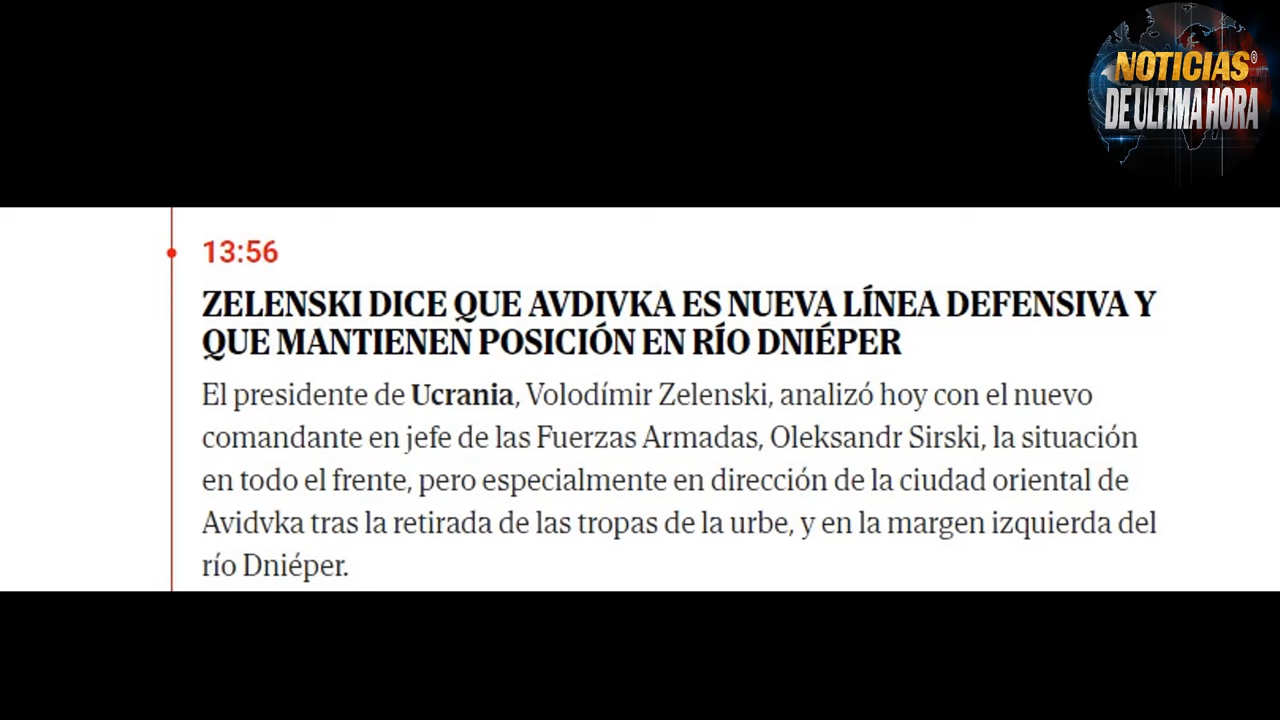 NOTICIAS®
DE ULTIMA HORA
13:56
ZELENSKI DICE QUE AVDIVKA ES NUEVA LÍNEA DEFENSIVA Y
QUE MANTIENEN POSICIÓN EN RÍO DNIÉPER
El presidente de Ucrania, Volodímir Zelenski, analizó hoy con el nuevo
comandante en jefe de las Fuerzas Armadas, Oleksandr Sirski, la situación
en todo el frente, pero especialmente en dirección de la ciudad oriental de
Avidvka tras la retirada de las tropas de la urbe, y en la margen izquierda del
río Dniéper.